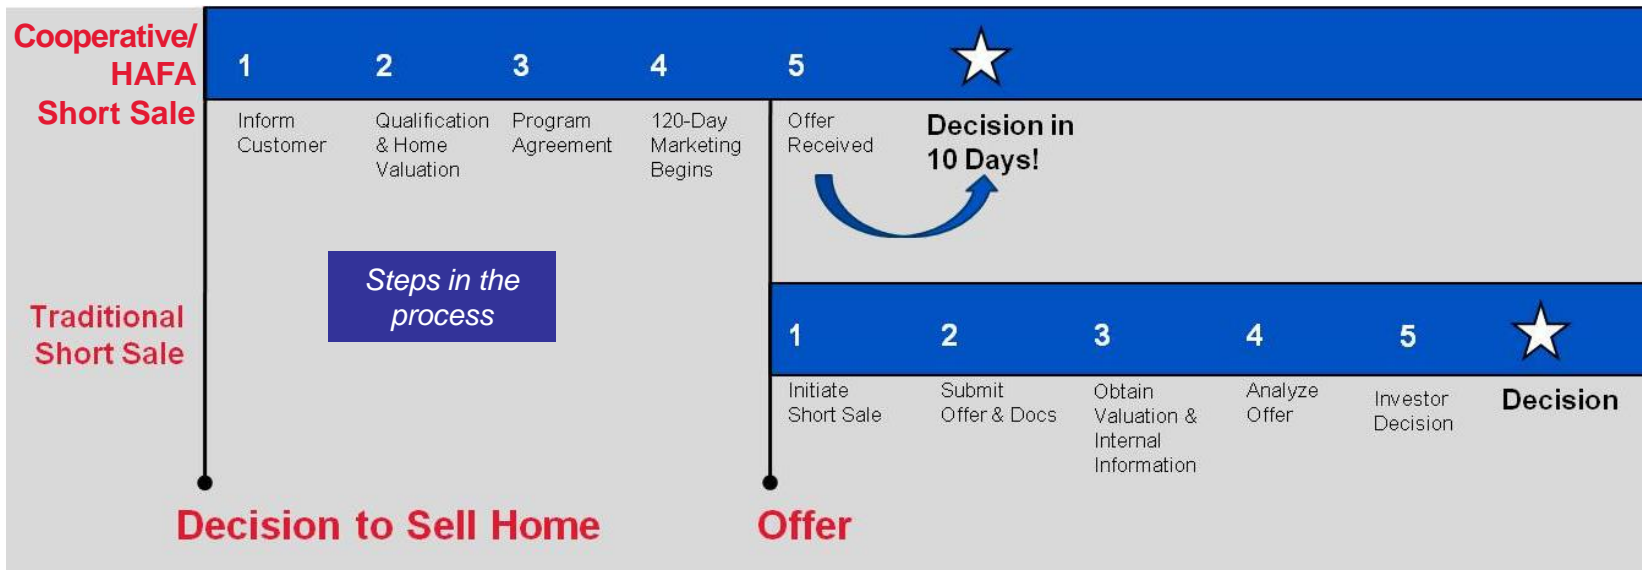 Cooperative/
HAFA
Short Sale
1
2
3
4
5
Inform
Customer
Qualification
& Home
Valuation
Program
Agreement
120-Day
Marketing
Begins
Offer
Received
Decision in
10 Days!
Steps in the
process
Traditional
Short Sale
1
2
3
4
5
Initiate
Short Sale
Submit
Offer & Docs
Obtain
Valuation &
Internal
Information
Analyze
Offer
Investor
Decision
Decision
Decision to Sell Home
Offer